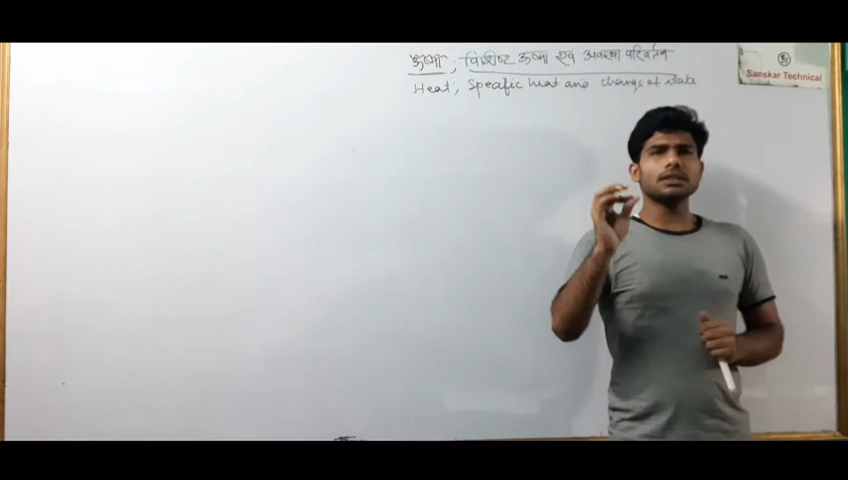 ऊष्मा; विशिष्ट ऊष्मा एवं अवस्था परिवर्तन
Heat; Specific heat and change of state
Sanskar Technical